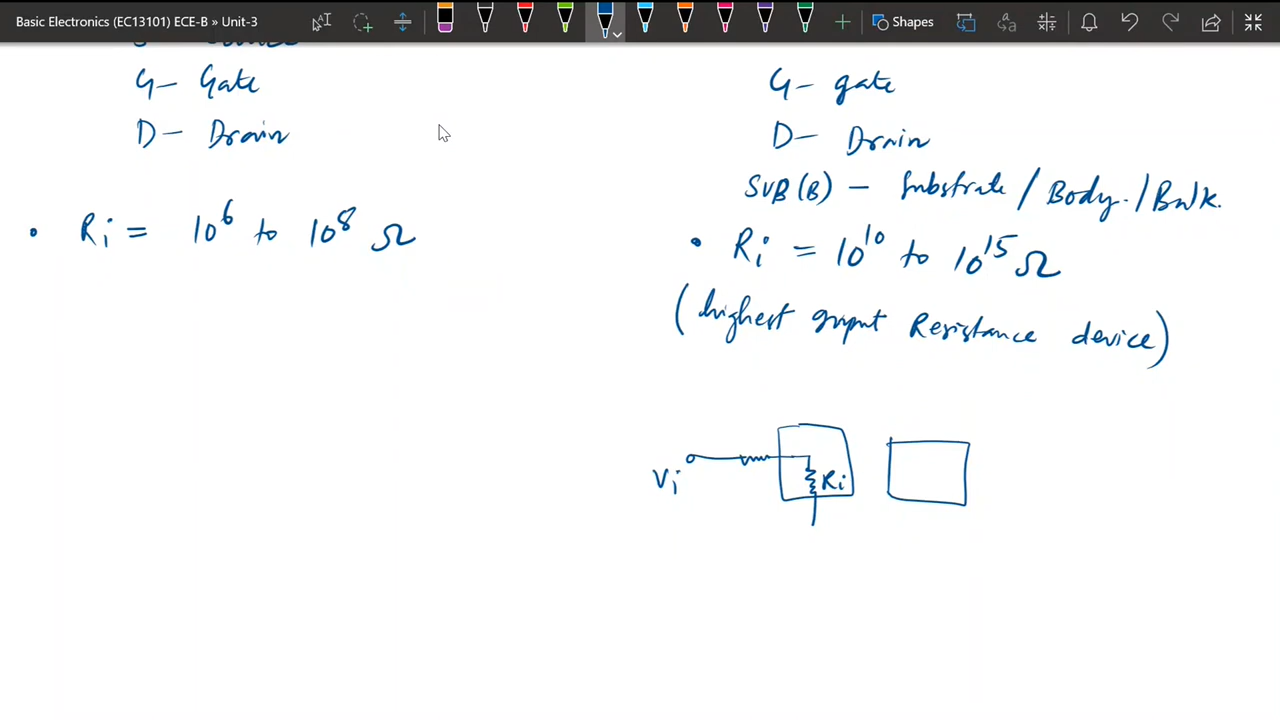 Basic Electronics (EC13101) ECE-B » Unit-3
Shapes
G- Gate
D- Drain
• Ri = 10^6 to 10^8 Ω
G- gate
D- Drain
SUB(B) - Substrate / Body / Bulk.
• Ri = 10^10 to 10^15 Ω
(highest input Resistance device)
Vi
Ri